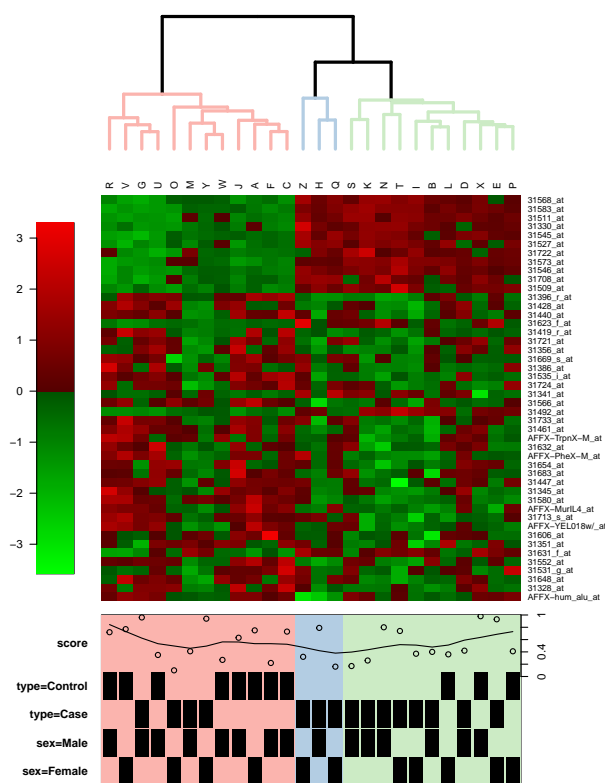 R V G U O M Y W J A F C Z H Q S K N T I B L D X E P
31568_at
31583_at
31511_at
31330_at
31545_at
31527_at
31722_at
31573_at
31546_at
31708_at
31509_at
31396_r_at
31428_at
31440_at
31623_f_at
31419_r_at
31721_at
31356_at
31669_s_at
31386_at
31535_i_at
31724_at
31341_at
31566_at
31492_at
31733_at
31461_at
AFFX−TrpnX−M_at
31632_at
AFFX−PheX−M_at
31654_at
31683_at
31447_at
31345_at
31580_at
AFFX−MurIL4_at
31713_s_at
AFFX−YEL018w/_at
31606_at
31351_at
31631_f_at
31552_at
31531_g_at
31648_at
31328_at
AFFX−hum_alu_at
3
2
1
0
−1
−2
−3
score
0 0.4 1
type=Control
type=Case
sex=Male
sex=Female